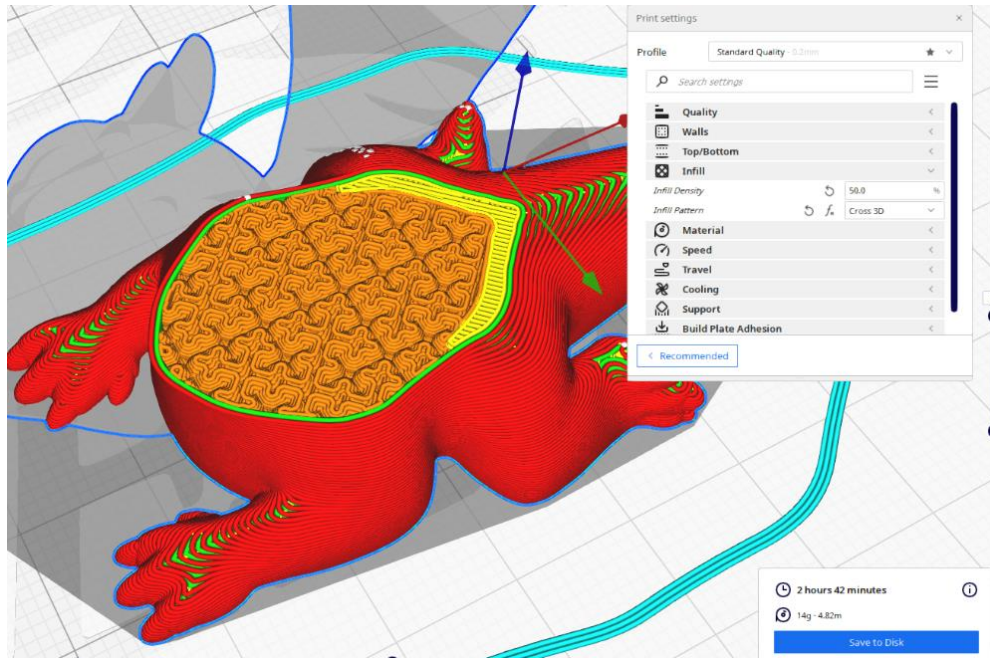 Print settings ×
Profile Standard Quality - 0.2mm
Search settings
Quality
Walls
Top/Bottom
Infill
Infill Density 50.0 %
Infill Pattern Cross 3D
Material
Speed
Travel
Cooling
Support
Build Plate Adhesion
Recommended
2 hours 42 minutes
14g · 4.82m
Save to Disk